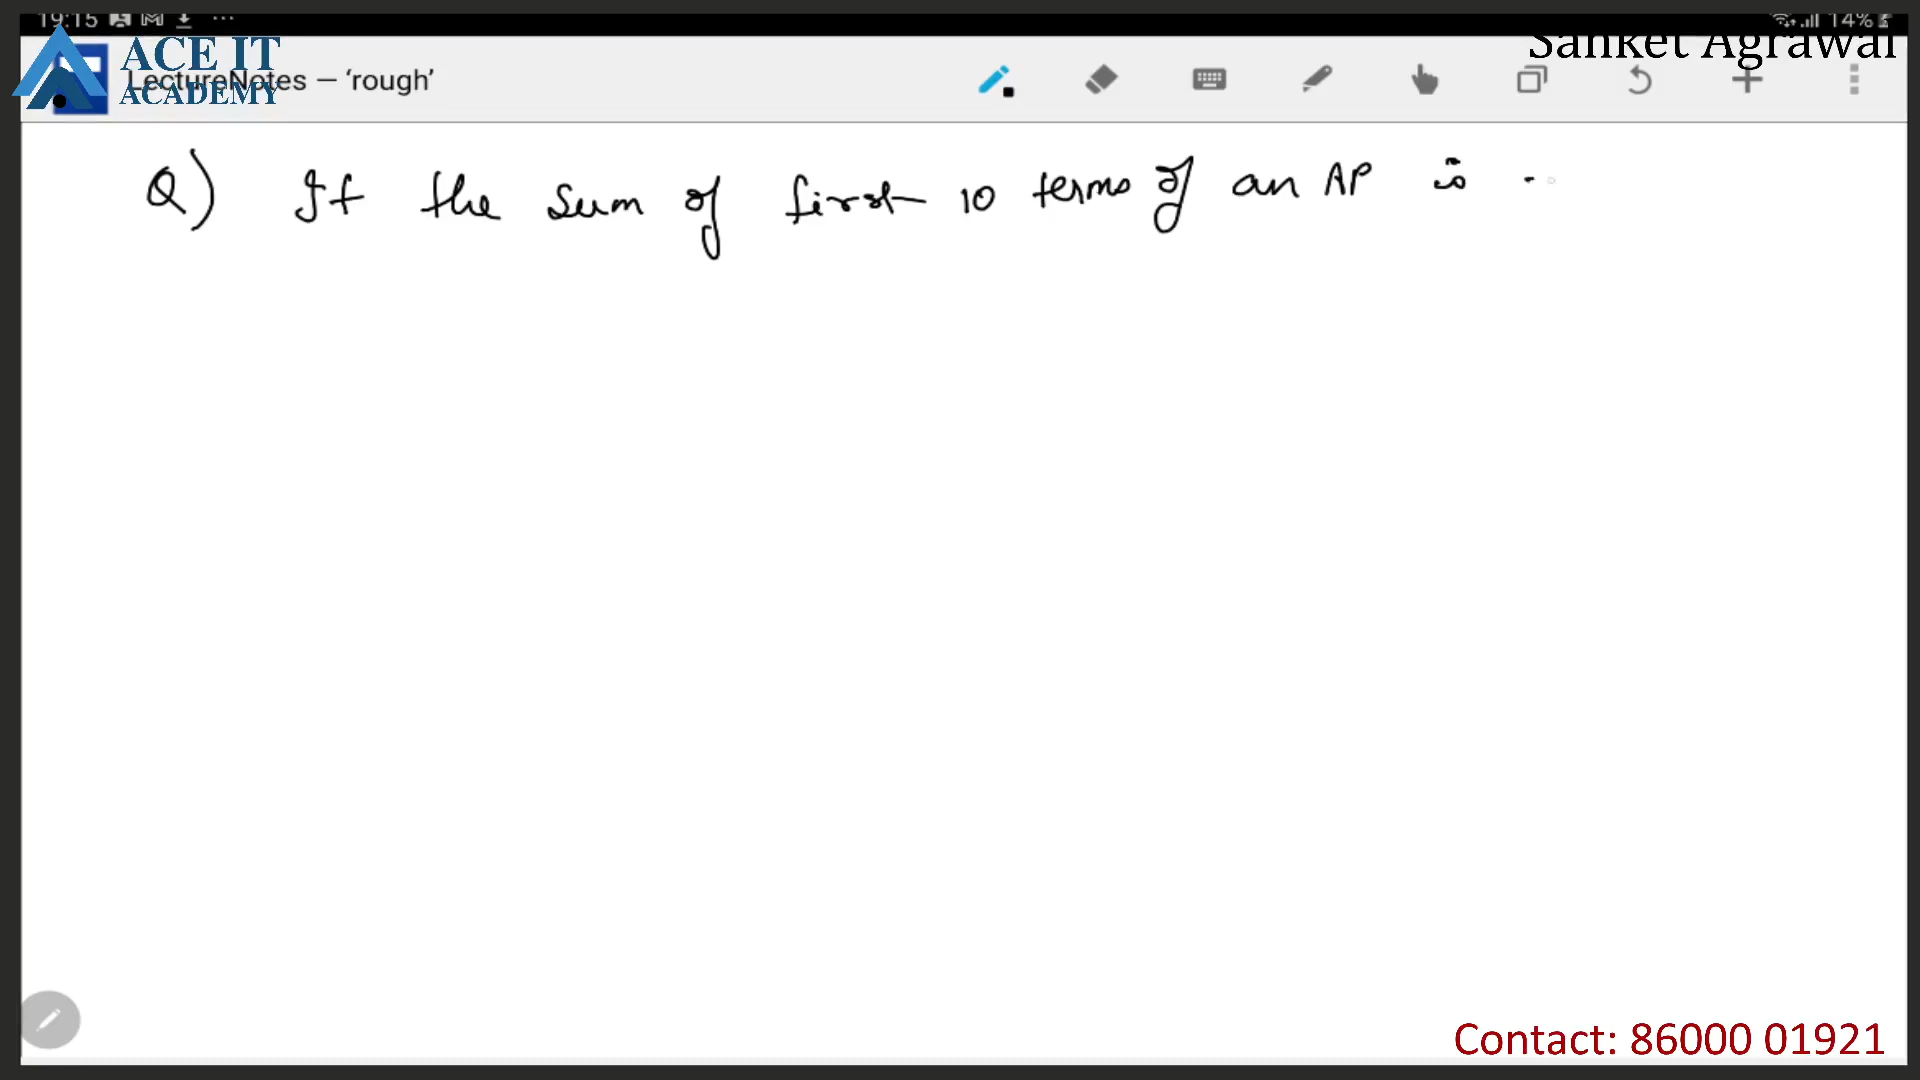 19:15 ... 14%
ACE IT
ACADEMY
LectureNotes — ‘rough’
Sanket Agrawal
Q) If the sum of first 10 terms of an AP is
Contact: 86000 01921